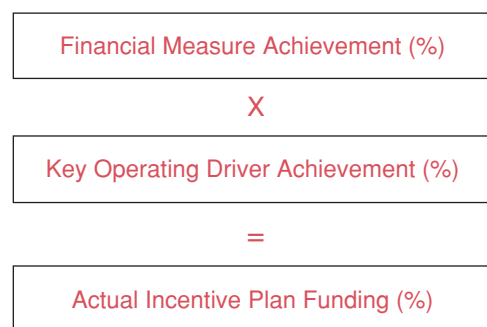 Financial Measure Achievement (%)
X
Key Operating Driver Achievement (%)
=
Actual Incentive Plan Funding (%)